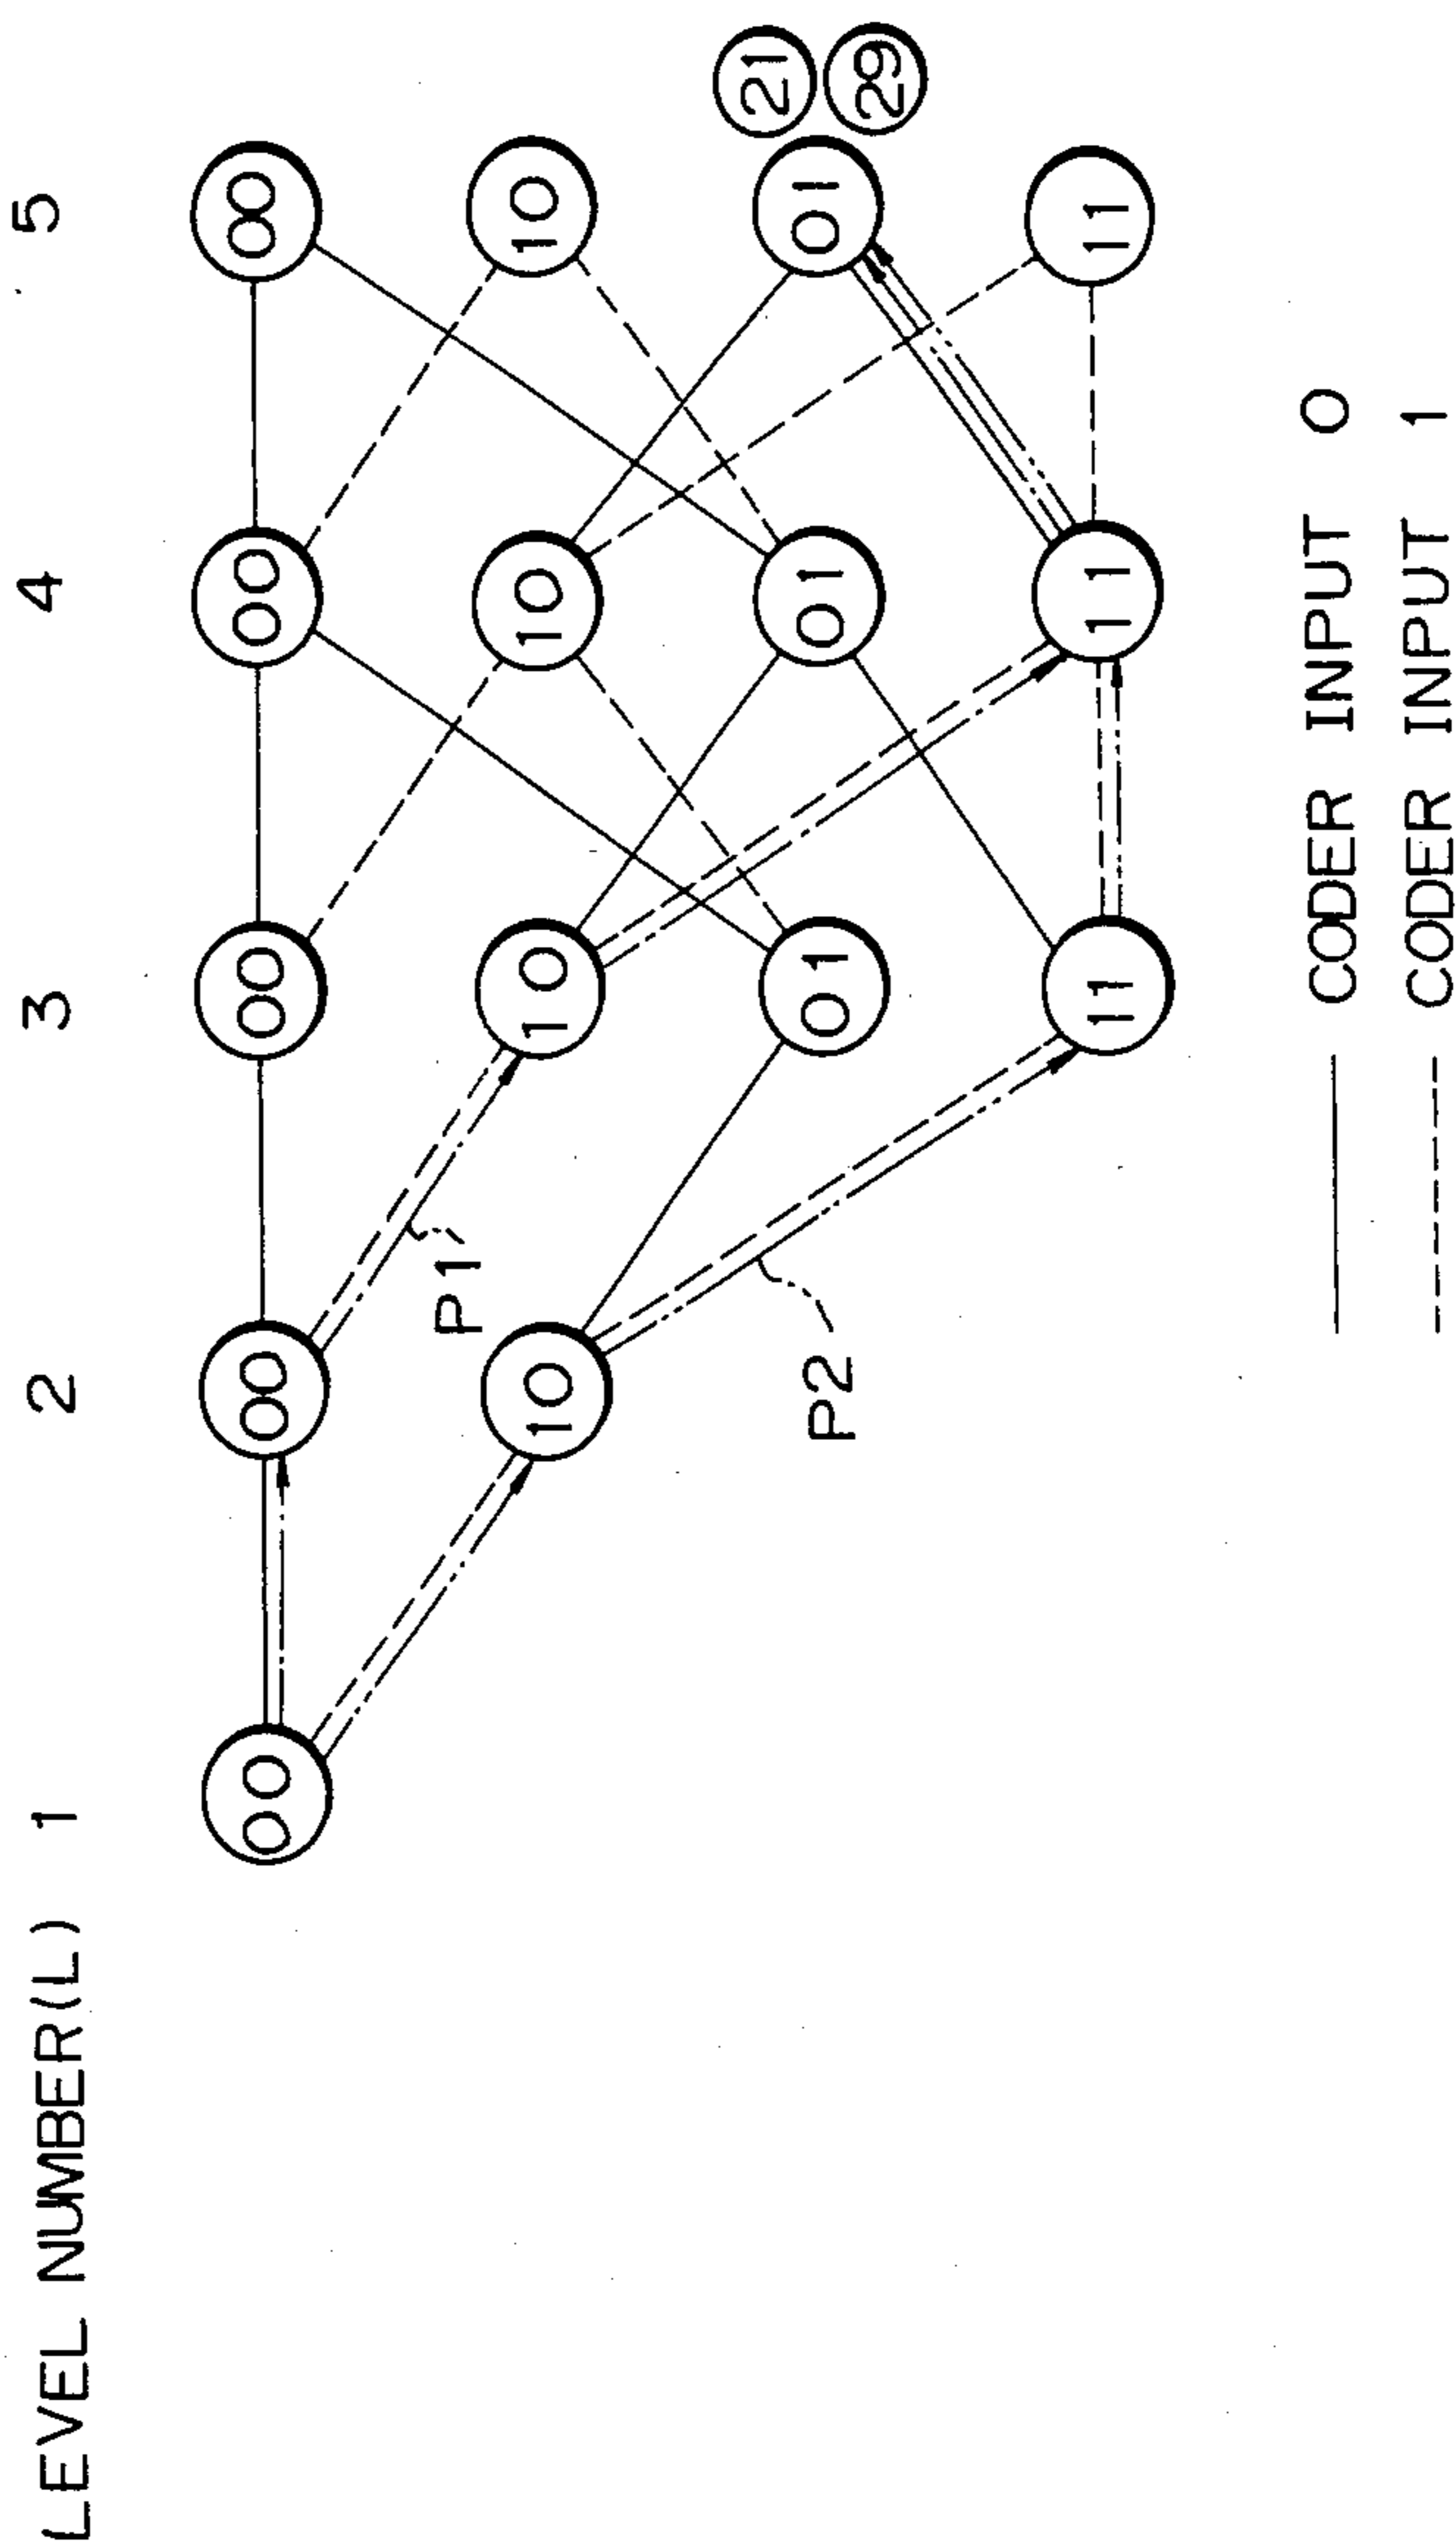 LEVEL NUMBER(L) 1 2 3 4 5
00 00 00 00 00
P1
10 10 10 10
21
P2
01 01 01
29
11 11 11
CODER INPUT 0
CODER INPUT 1